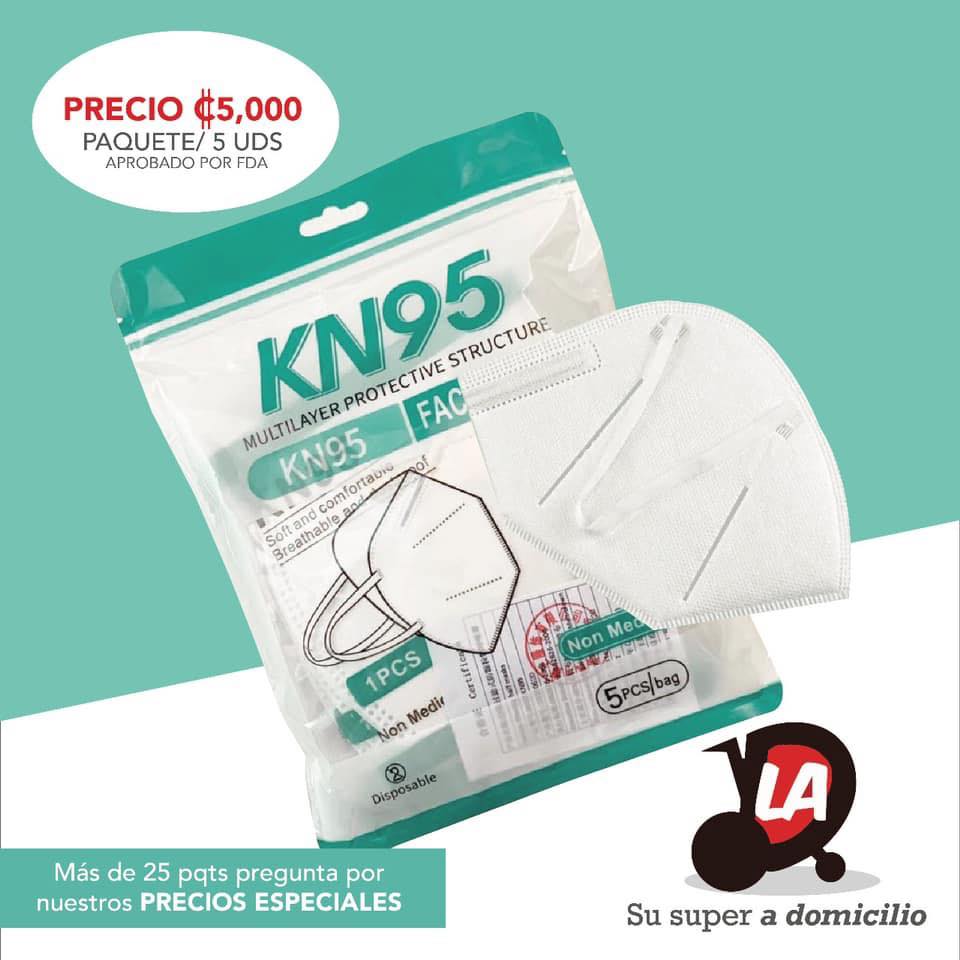 PRECIO ₡5,000
PAQUETE/ 5 UDS
APROBADO POR FDA
KN95
MULTILAYER PROTECTIVE STRUCTURE
KN95 FAC
Soft and comfortable
Breathable and
1PCS
Non Medic
Certific
Non Med
5PCS/bag
Disposable
LA
Su super a domicilio
Más de 25 pqts pregunta por
nuestros PRECIOS ESPECIALES